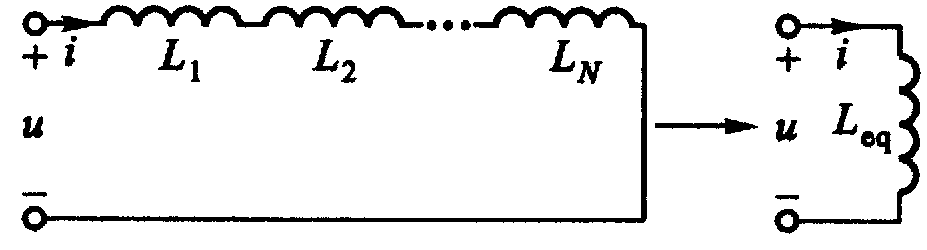 i L₁ L₂ ··· L_N i
+ +
u u L_eq
− −